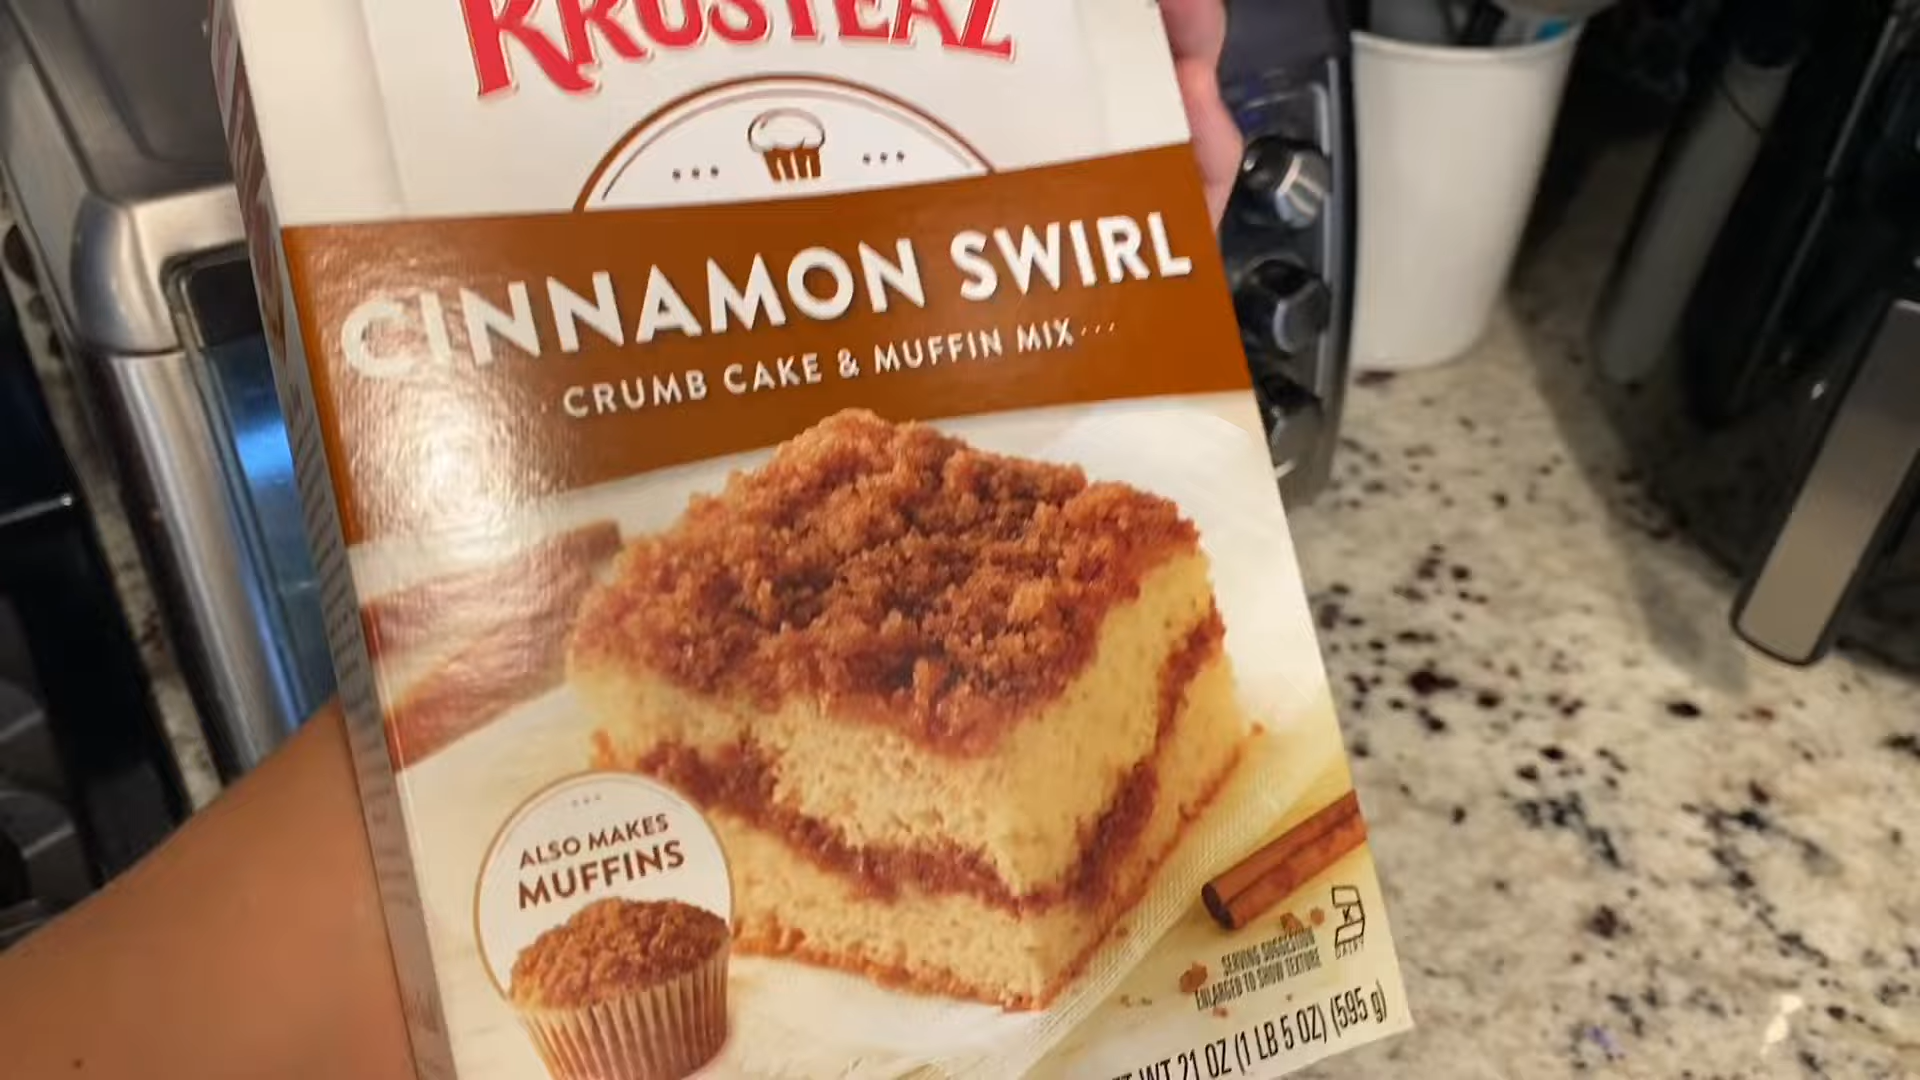 KRUSTEAZ
CINNAMON SWIRL
CRUMB CAKE & MUFFIN MIX
ALSO MAKES
MUFFINS
K
DAIRY
SERVING SUGGESTION
ENLARGED TO SHOW TEXTURE
WT 21 OZ (1 LB 5 OZ) (595 g)